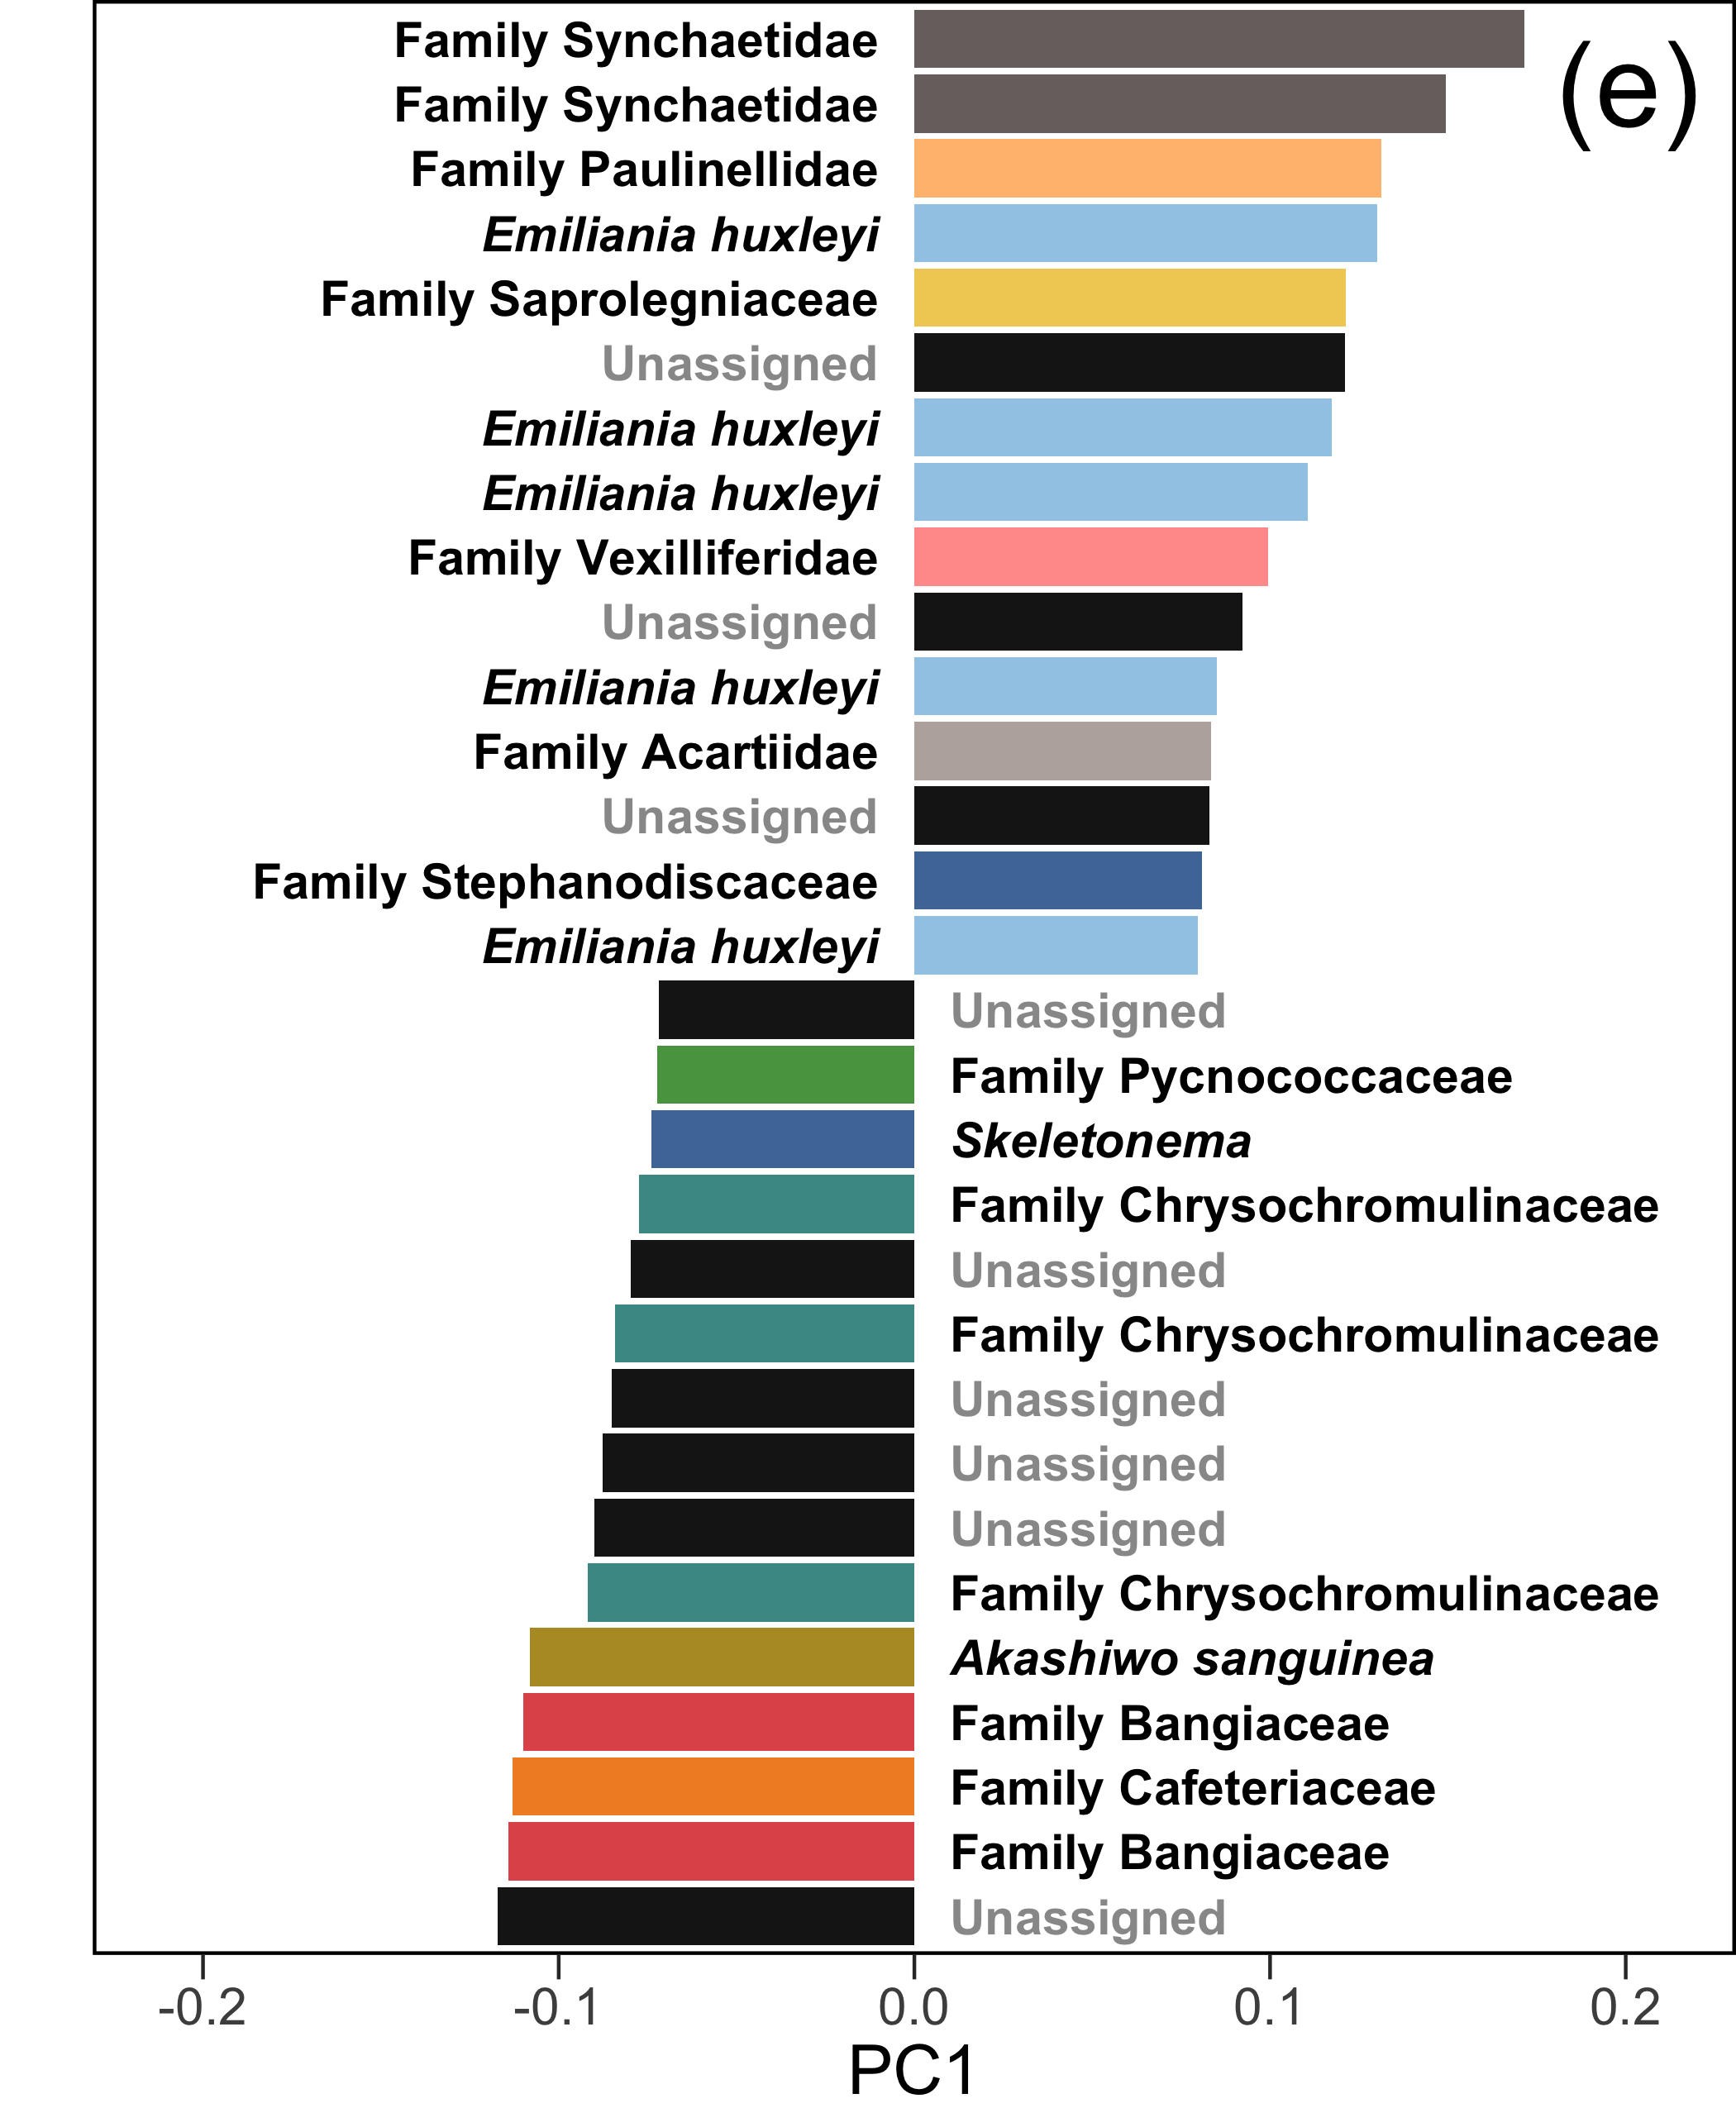 Family Synchaetidae
(e)
Family Synchaetidae
Family Paulinellidae
Emiliania huxleyi
Family Saprolegniaceae
Unassigned
Emiliania huxleyi
Emiliania huxleyi
Family Vexilliferidae
Unassigned
Emiliania huxleyi
Family Acartiidae
Unassigned
Family Stephanodiscaceae
Emiliania huxleyi
Unassigned
Family Pycnococcaceae
Skeletonema
Family Chrysochromulinaceae
Unassigned
Family Chrysochromulinaceae
Unassigned
Unassigned
Unassigned
Family Chrysochromulinaceae
Akashiwo sanguinea
Family Bangiaceae
Family Cafeteriaceae
Family Bangiaceae
Unassigned
-0.2 -0.1 0.0 0.1 0.2
PC1